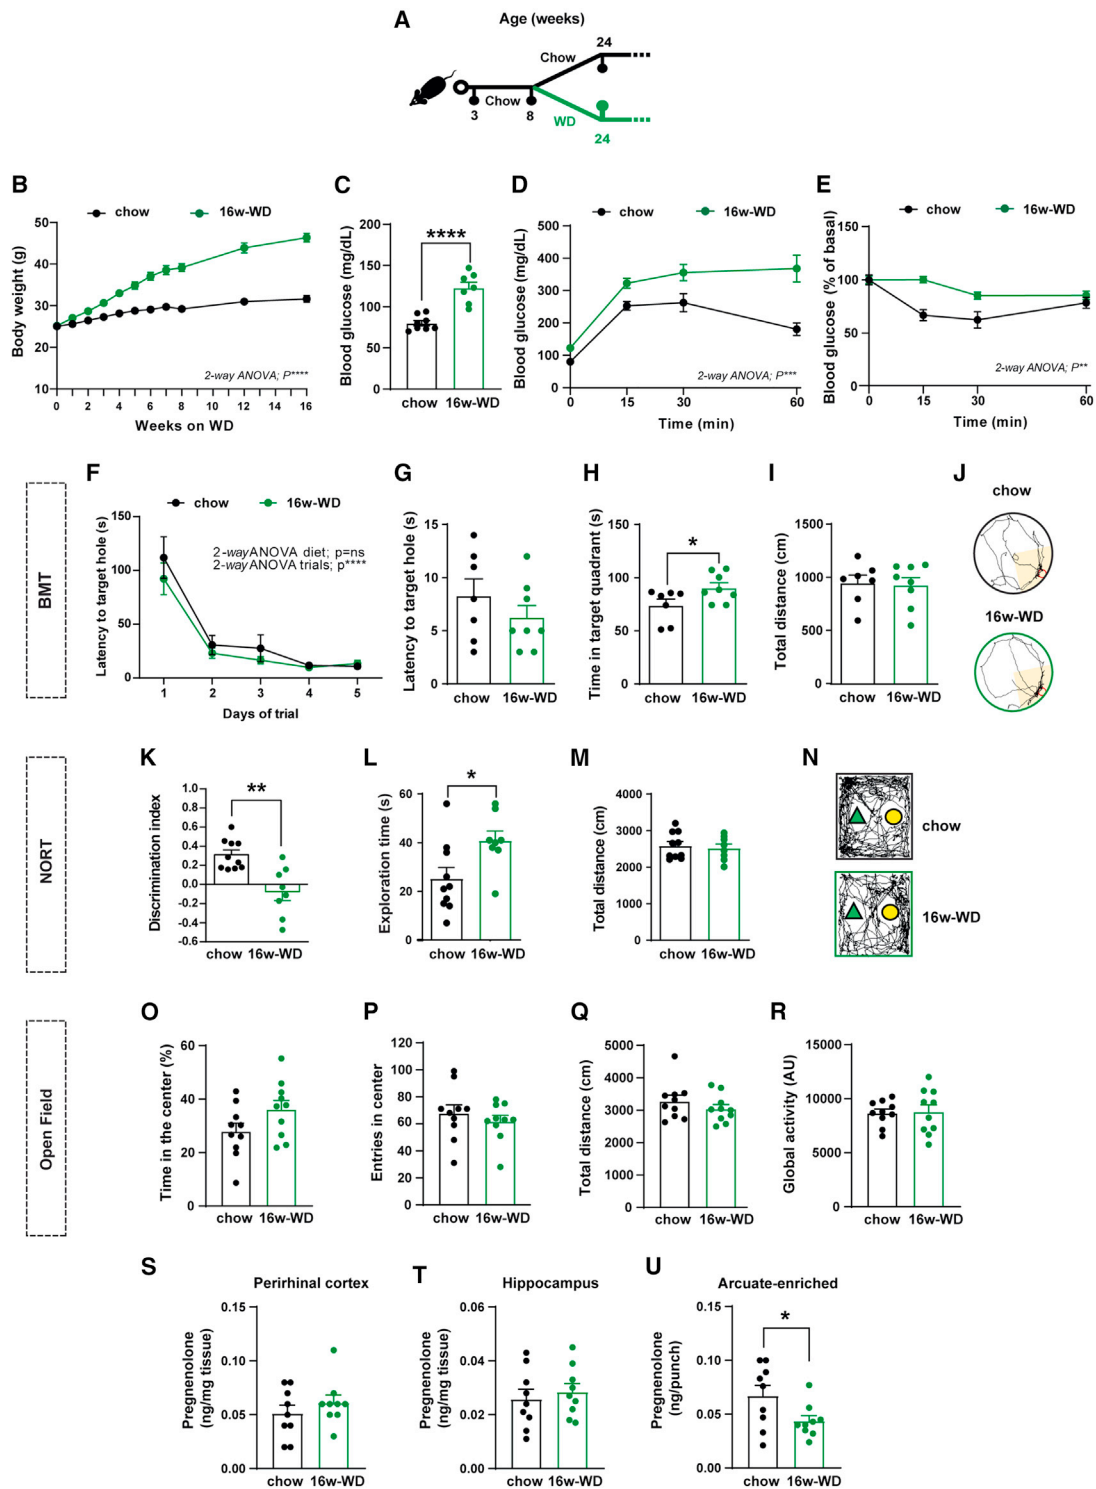 A
Age (weeks)
24
Chow
Chow
3
8
WD
24
B
chow
16w-WD
Body weight (g)
50
40
30
20
10
2-way ANOVA; P****
0
2
4
6
8
10
12
14
16
Weeks on WD
C
Blood glucose (mg/dL)
200
150
100
50
0
****
chow
16w-WD
D
chow
16w-WD
Blood glucose (mg/dL)
500
400
300
200
100
0
2-way ANOVA; P***
0
15
30
60
Time (min)
E
chow
16w-WD
Blood glucose (% of basal)
150
100
50
0
2-way ANOVA; P**
0
15
30
60
Time (min)
BMT
F
chow
16w-WD
Latency to target hole (s)
150
100
50
0
2-wayANOVA diet; p=ns
2-wayANOVA trials; p****
1
2
3
4
5
Days of trial
G
Latency to target hole (s)
15
10
5
0
chow
16w-WD
H
Time in target quadrant (s)
150
100
50
0
*
chow
16w-WD
I
Total distance (cm)
1500
1000
500
0
chow
16w-WD
J
chow
16w-WD
NORT
K
Discrimination index
1.0
0.8
0.6
0.4
0.2
0.0
-0.2
-0.4
-0.6
**
chow
16w-WD
L
Exploration time (s)
60
40
20
0
*
chow
16w-WD
M
Total distance (cm)
4000
3000
2000
1000
0
chow
16w-WD
N
chow
16w-WD
Open Field
O
Time in the center (%)
60
40
20
0
chow
16w-WD
P
Entries in center
120
100
80
60
40
20
0
chow
16w-WD
Q
Total distance (cm)
5000
4000
3000
2000
1000
0
chow
16w-WD
R
Global activity (AU)
15000
10000
5000
0
chow
16w-WD
S
Perirhinal cortex
Pregnenolone
(ng/mg tissue)
0.15
0.10
0.05
0.00
chow
16w-WD
T
Hippocampus
Pregnenolone
(ng/mg tissue)
0.06
0.04
0.02
0.00
chow
16w-WD
U
Arcuate-enriched
Pregnenolone
(ng/punch)
0.15
0.10
0.05
0.00
*
chow
16w-WD